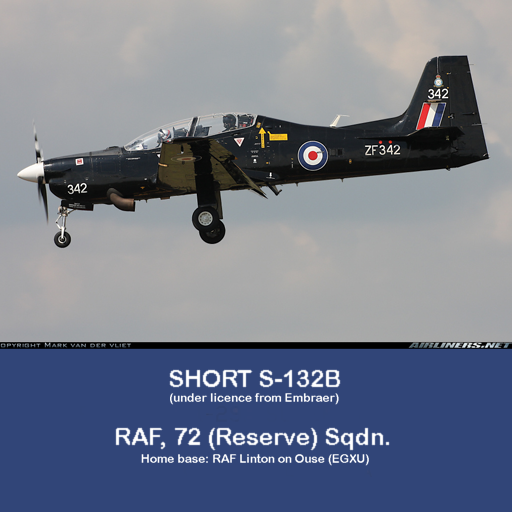 342
ZF342
342
OPYRIGHT MARK VAN DER VLIET
AIRLINERS.NET
SHORT S-132B
(under licence from Embraer)
RAF, 72 (Reserve) Sqdn.
Home base: RAF Linton on Ouse (EGXU)